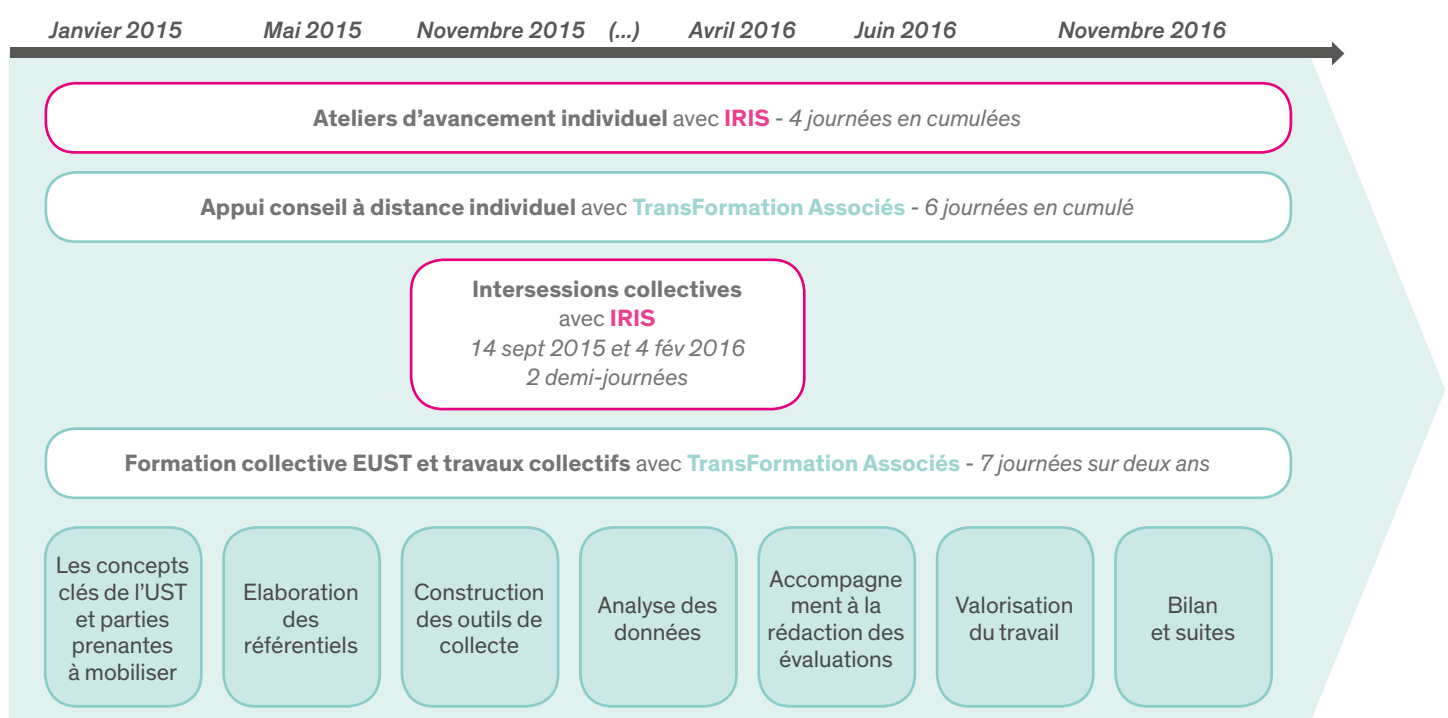 Janvier 2015 Mai 2015 Novembre 2015 (...) Avril 2016 Juin 2016 Novembre 2016
Ateliers d’avancement individuel avec IRIS - 4 journées en cumulées
Appui conseil à distance individuel avec TransFormation Associés - 6 journées en cumulé
Intersessions collectives
avec IRIS
14 sept 2015 et 4 fév 2016
2 demi-journées
Formation collective EUST et travaux collectifs avec TransFormation Associés - 7 journées sur deux ans
Les concepts
clés de l’UST
et parties
prenantes
à mobiliser
Elaboration
des
référentiels
Construction
des outils de
collecte
Analyse des
données
Accompagne
ment à la
rédaction des
évaluations
Valorisation
du travail
Bilan
et suites